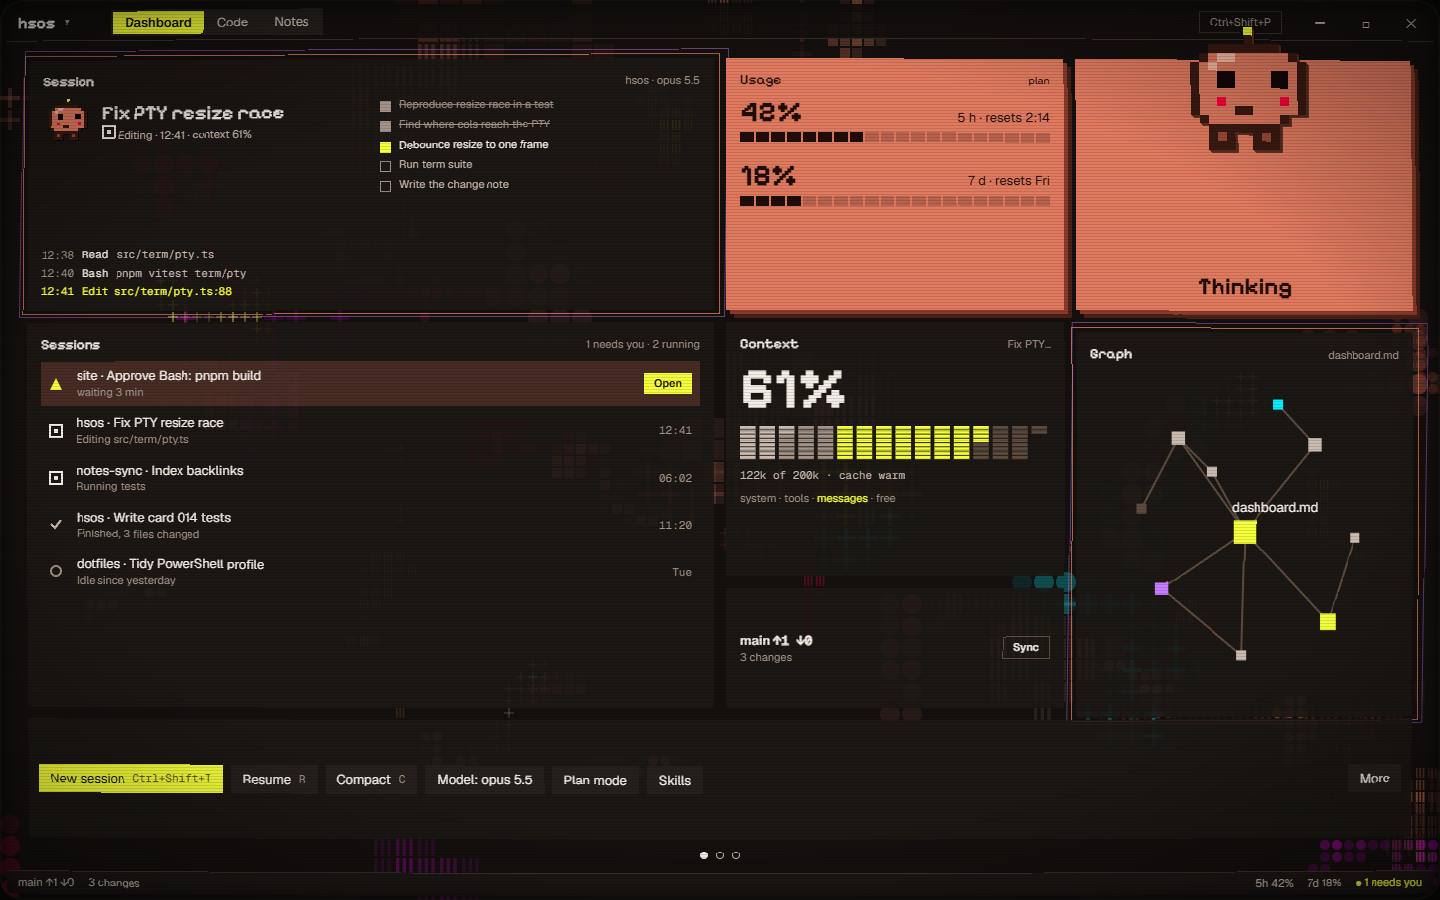 hsos
Dashboard Code Notes
Ctrl+Shift+P
Session
hsos · opus 5.5
Fix PTY resize race
Editing · 12:41 · context 61%
Reproduce resize race in a test
Find where cols reach the PTY
Debounce resize to one frame
Run term suite
Write the change note
12:38 Read src/term/pty.ts
12:40 Bash pnpm vitest term/pty
12:41 Edit src/term/pty.ts:88
Usage
plan
48%
5 h · resets 2:14
18%
7 d · resets Fri
Thinking
Sessions
1 needs you · 2 running
site · Approve Bash: pnpm build
waiting 3 min
Open
hsos · Fix PTY resize race
Editing src/term/pty.ts
12:41
notes-sync · Index backlinks
Running tests
06:02
hsos · Write card 014 tests
Finished, 3 files changed
11:20
dotfiles · Tidy PowerShell profile
Idle since yesterday
Tue
Context
Fix PTY…
61%
122k of 200k · cache warm
system · tools · messages · free
main ↑1 ↓0
3 changes
Sync
Graph
dashboard.md
dashboard.md
New session Ctrl+Shift+T
Resume R
Compact C
Model: opus 5.5
Plan mode
Skills
More
main ↑1 ↓0 3 changes
5h 42% 7d 18% 1 needs you